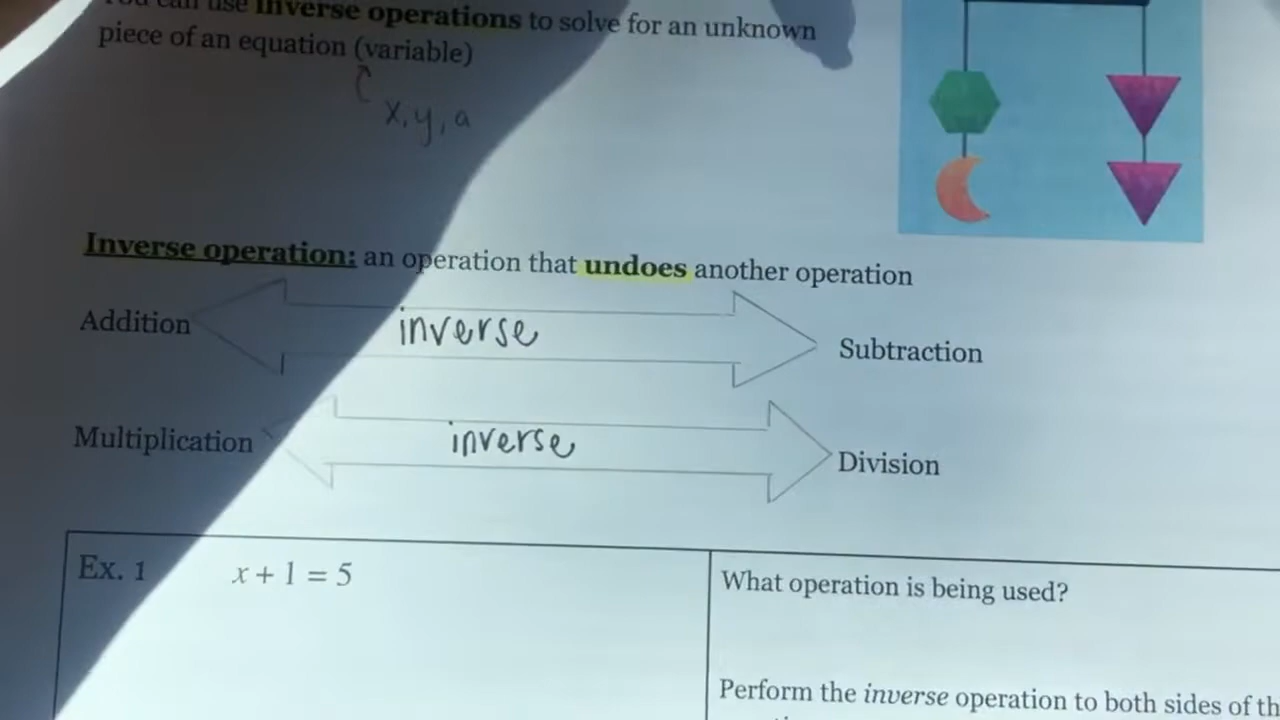 You can use inverse operations to solve for an unknown
piece of an equation (variable)
x, y, a
Inverse operation: an operation that undoes another operation
Addition inverse Subtraction
Multiplication inverse Division
Ex. 1 x + 1 = 5
What operation is being used?
Perform the inverse operation to both sides of th